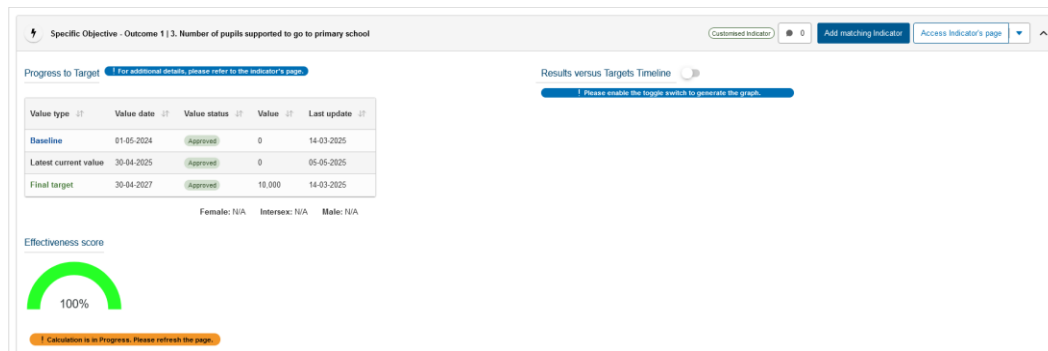 Specific Objective - Outcome 1 | 3. Number of pupils supported to go to primary school
Customised Indicator
0
Add matching Indicator
Access Indicator's page
Progress to Target
! For additional details, please refer to the indicator's page.
Value type Value date Value status Value Last update
Baseline 01-05-2024 Approved 0 14-03-2025
Latest current value 30-04-2025 Approved 0 05-05-2025
Final target 30-04-2027 Approved 10,000 14-03-2025
Female: N/A Intersex: N/A Male: N/A
Effectiveness score
100%
! Calculation is in Progress. Please refresh the page.
Results versus Targets Timeline
! Please enable the toggle switch to generate the graph.